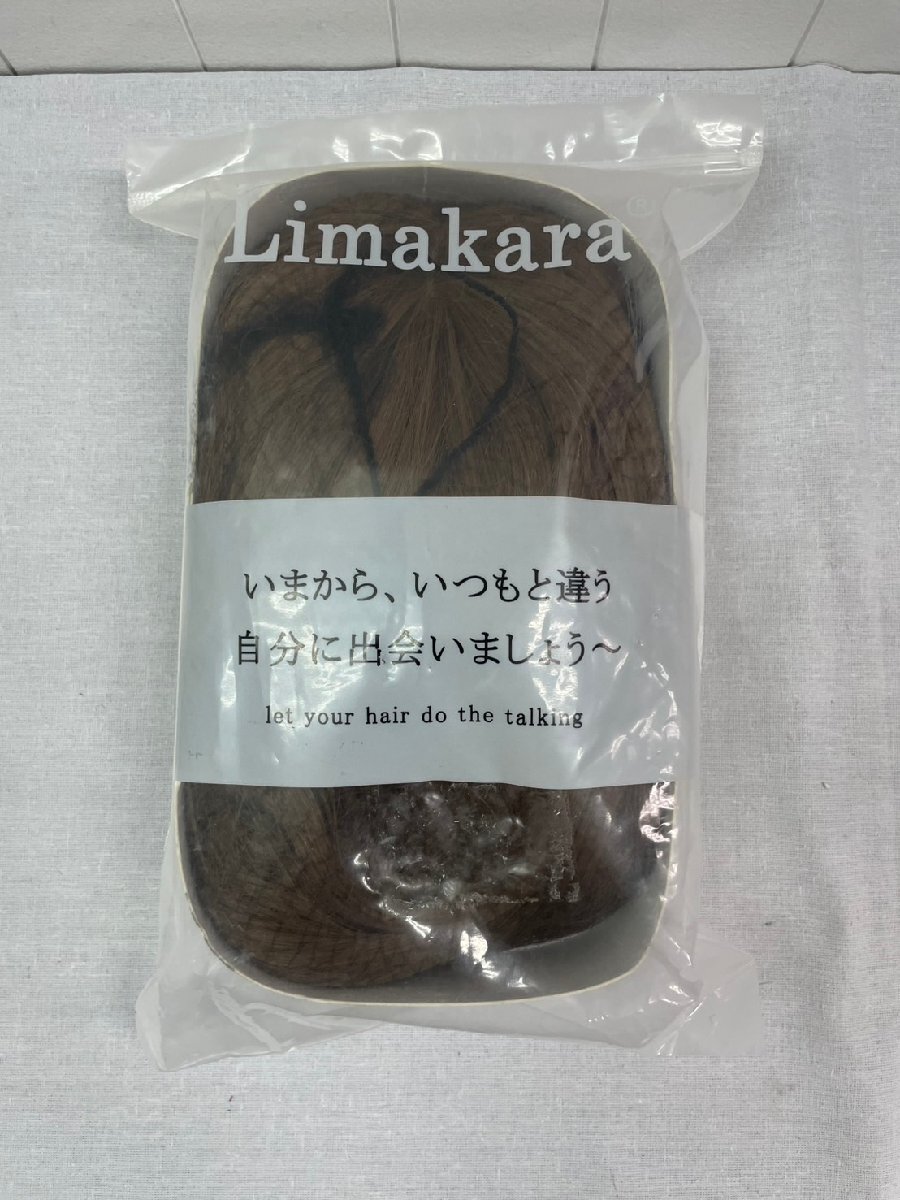 Limakara®
いまから、いつもと違う
自分に出会いましょう～
let your hair do the talking